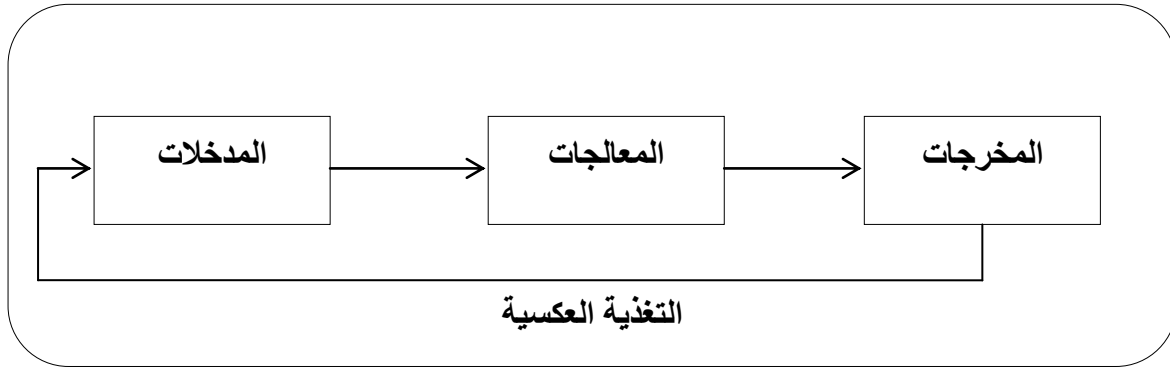 المدخلات
المعالجات
المخرجات
التغذية العكسية